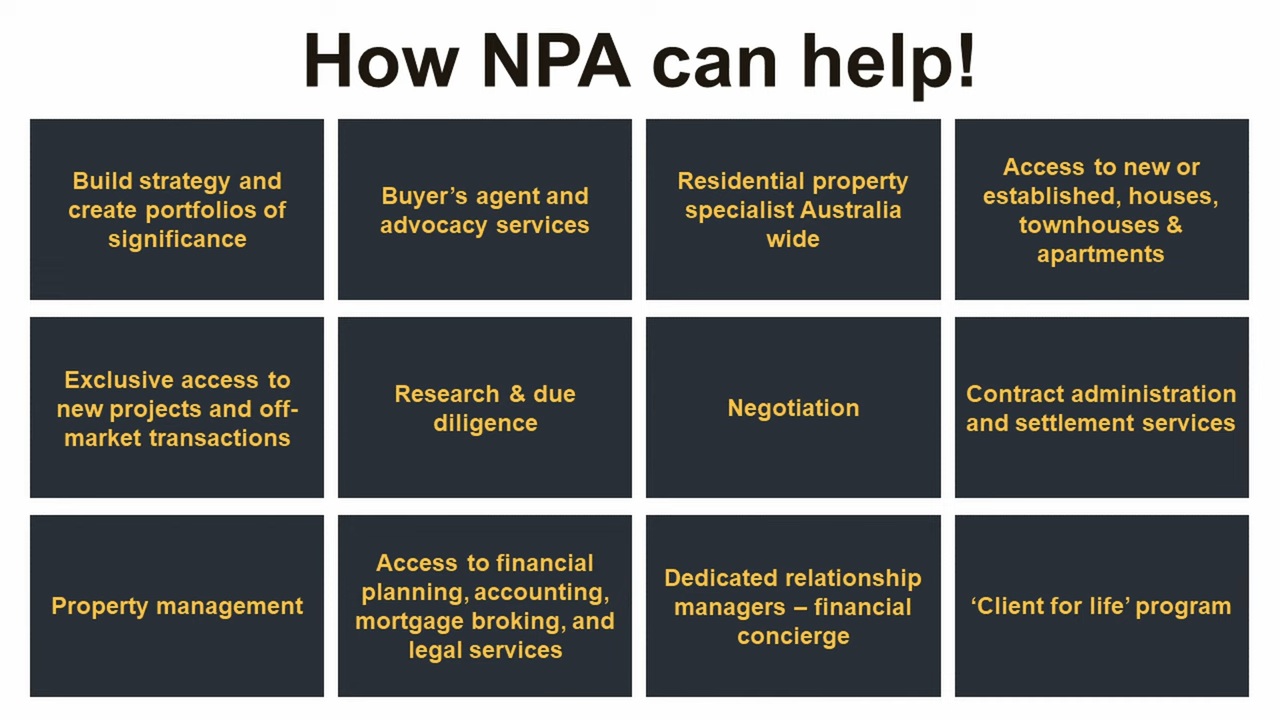 How NPA can help!
Build strategy and
create portfolios of
significance
Buyer’s agent and
advocacy services
Residential property
specialist Australia
wide
Access to new or
established, houses,
townhouses &
apartments
Exclusive access to
new projects and off-
market transactions
Research & due
diligence
Negotiation
Contract administration
and settlement services
Property management
Access to financial
planning, accounting,
mortgage broking, and
legal services
Dedicated relationship
managers – financial
concierge
‘Client for life’ program